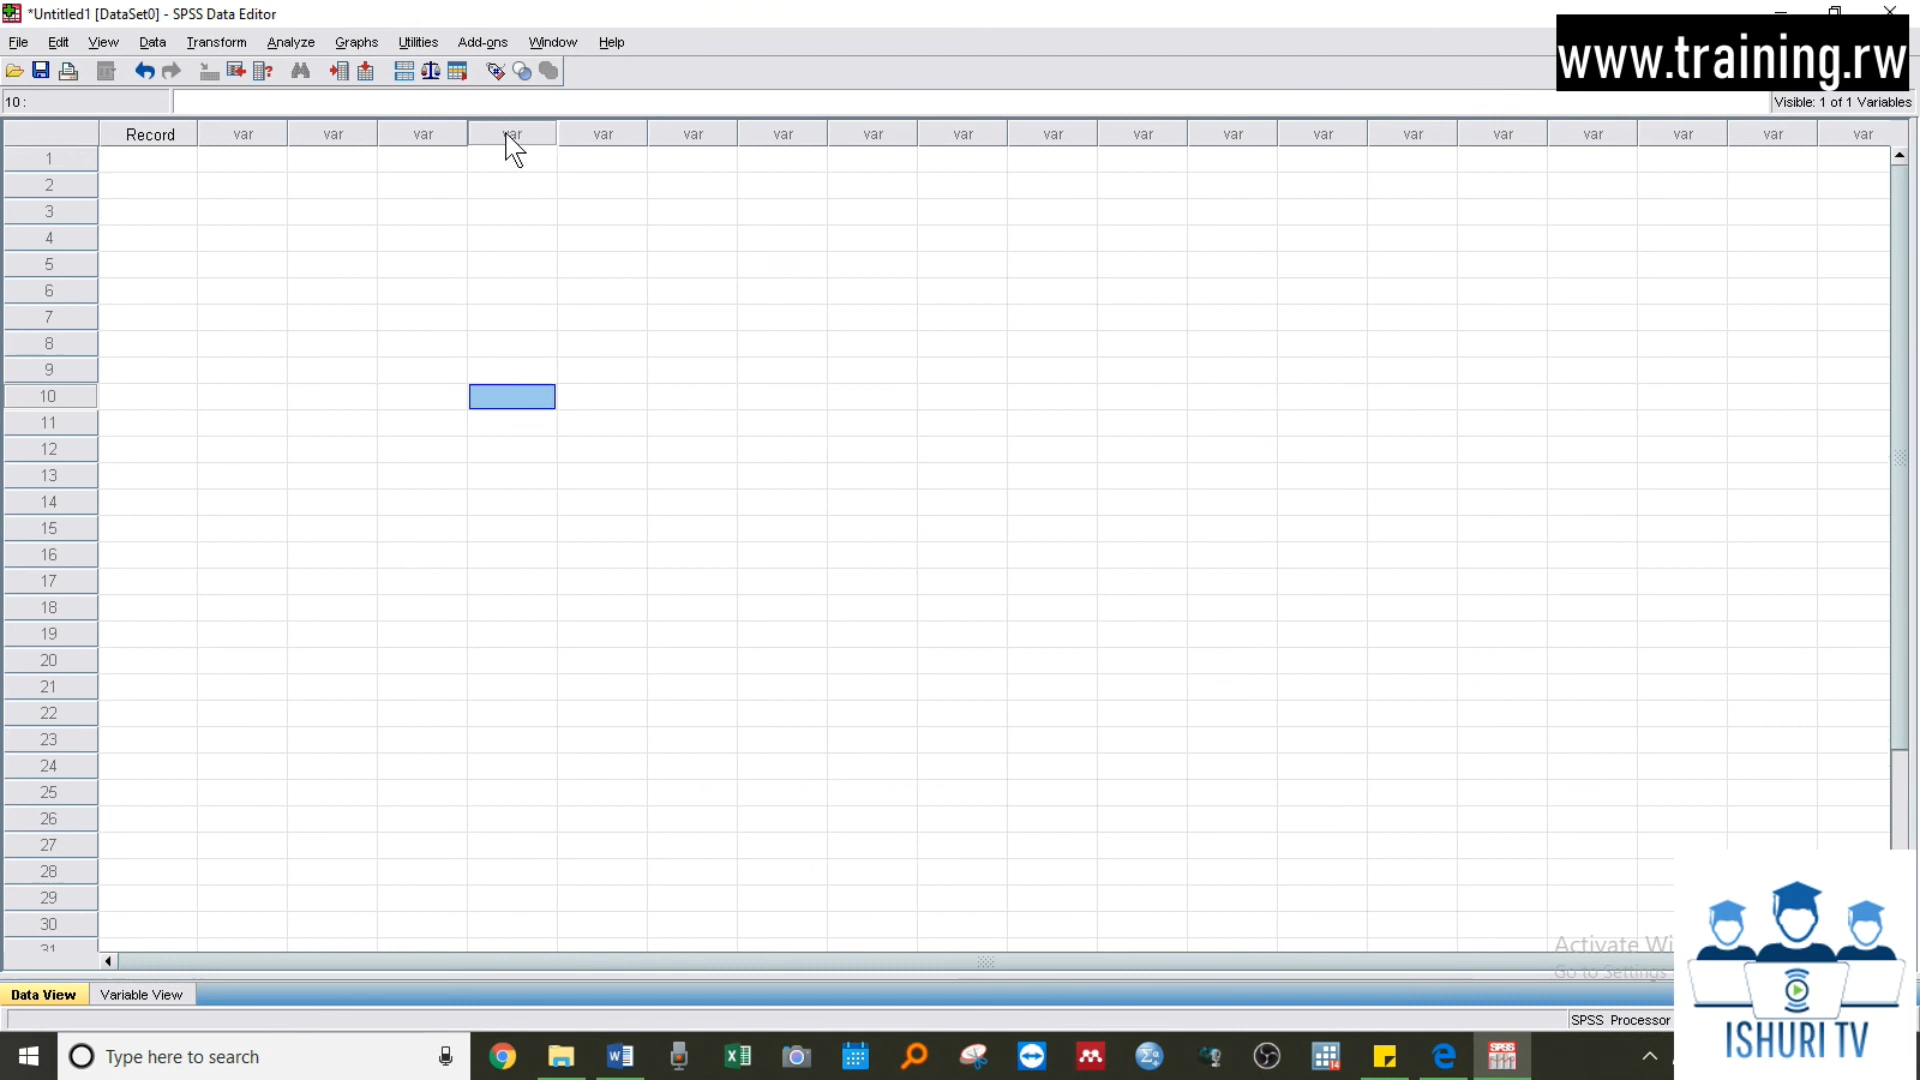 *Untitled1 [DataSet0] - SPSS Data Editor
File Edit View Data Transform Analyze Graphs Utilities Add-ons Window Help
www.training.rw
10 :
Visible: 1 of 1 Variables
Record var var var var var var var var var var var var var var var var var var var
1
2
3
4
5
6
7
8
9
10
11
12
13
14
15
16
17
18
19
20
21
22
23
24
25
26
27
28
29
30
31
Activate Wi
Go to Settings
Data View Variable View
SPSS Processor
ISHURI TV
Type here to search